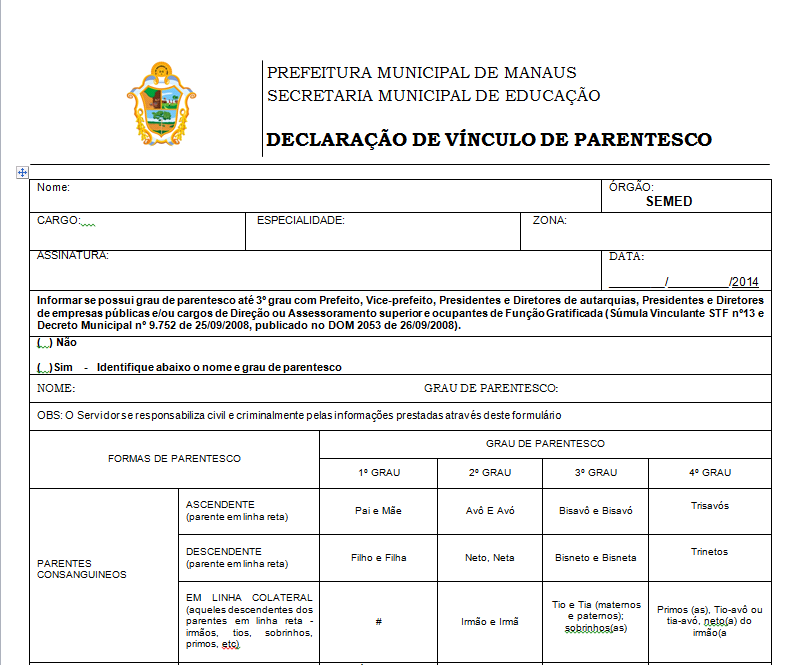 PREFEITURA MUNICIPAL DE MANAUS
SECRETARIA MUNICIPAL DE EDUCAÇÃO
DECLARAÇÃO DE VÍNCULO DE PARENTESCO
Nome:
ÓRGÃO:
SEMED
CARGO:
ESPECIALIDADE:
ZONA:
ASSINATURA:
DATA:
________/________/2014
Informar se possui grau de parentesco até 3º grau com Prefeito, Vice-prefeito, Presidentes e Diretores de autarquias, Presidentes e Diretores
de empresas públicas e/ou cargos de Direção ou Assessoramento superior e ocupantes de Função Gratificada (Súmula Vinculante STF nº13 e
Decreto Municipal nº 9.752 de 25/09/2008, publicado no DOM 2053 de 26/09/2008).
(  ) Não
(  ) Sim - Identifique abaixo o nome e grau de parentesco
NOME:
GRAU DE PARENTESCO:
OBS: O Servidor se responsabiliza civil e criminalmente pelas informações prestadas através deste formulário
FORMAS DE PARENTESCO
GRAU DE PARENTESCO
1º GRAU
2º GRAU
3º GRAU
4º GRAU
PARENTES
CONSANGUINEOS
ASCENDENTE
(parente em linha reta)
Pai e Mãe
Avô E Avó
Bisavô e Bisavó
Trisavós
DESCENDENTE
(parente em linha reta)
Filho e Filha
Neto, Neta
Bisneto e Bisneta
Trinetos
EM LINHA COLATERAL
(aqueles descendentes dos
parentes em linha reta -
irmãos, tios, sobrinhos,
primos, etc)
#
Irmão e Irmã
Tio e Tia (maternos
e paternos);
sobrinhos(as)
Primos (as), Tio-avô ou
tia-avó, neto(a) do
irmão(a